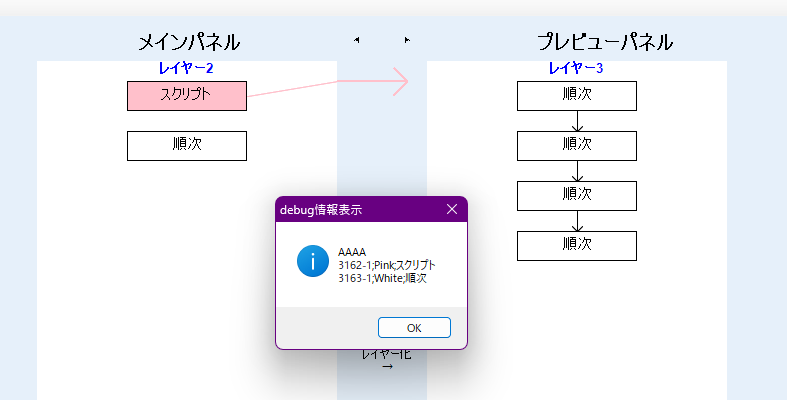 メインパネル
プレビューパネル
レイヤー2
レイヤー3
スクリプト
順次
順次
順次
順次
順次
debug情報表示
AAAA
3162-1;Pink;スクリプト
3163-1;White;順次
OK
レイヤー化
→